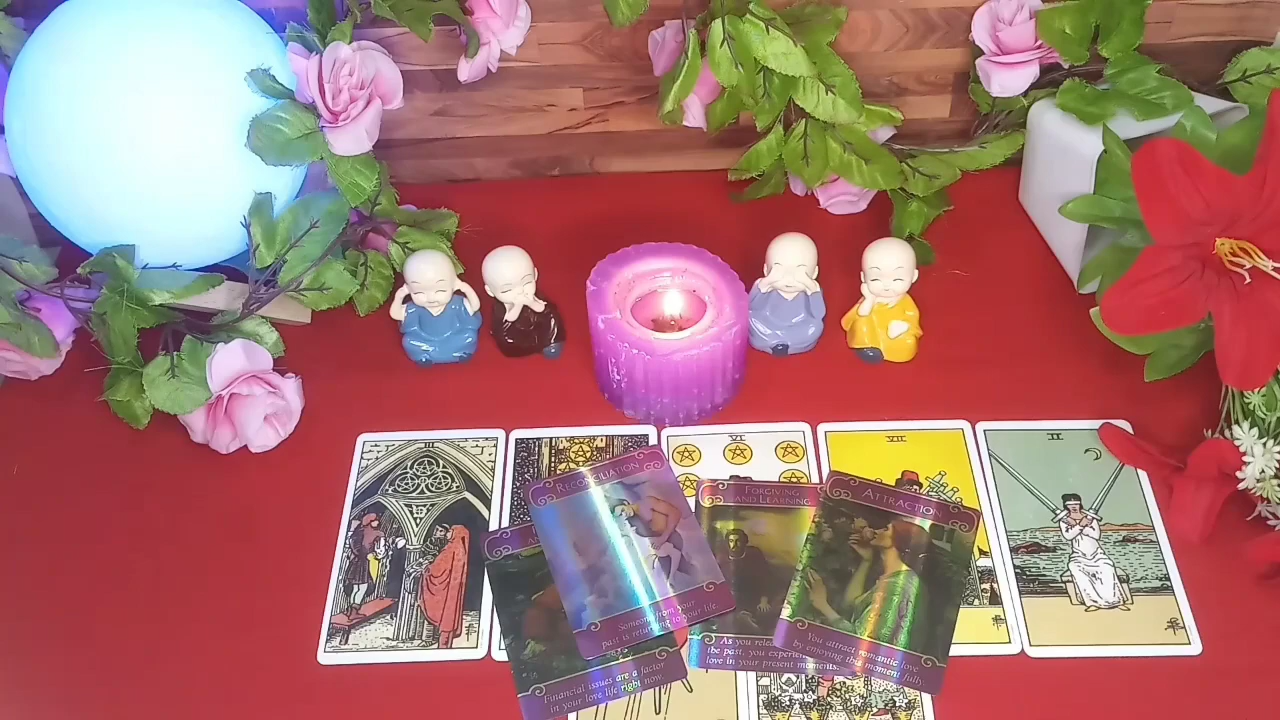 VI
VII
II
RECONCILIATION
Someone from your
past is returning to your life.
FORGIVING
AND LEARNING
As you
the past, you
love in your present moments.
ATTRACTION
You attract romantic love
by enjoying this moment fully.
Financial issues are a factor
in your love life right now.